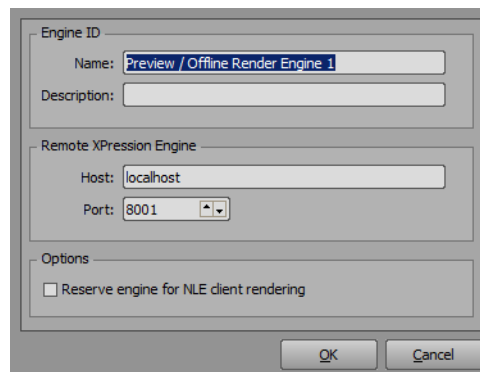 Engine ID
Name: Preview / Offline Render Engine 1
Description:
Remote XPression Engine
Host: localhost
Port: 8001
Options
Reserve engine for NLE client rendering
OK Cancel